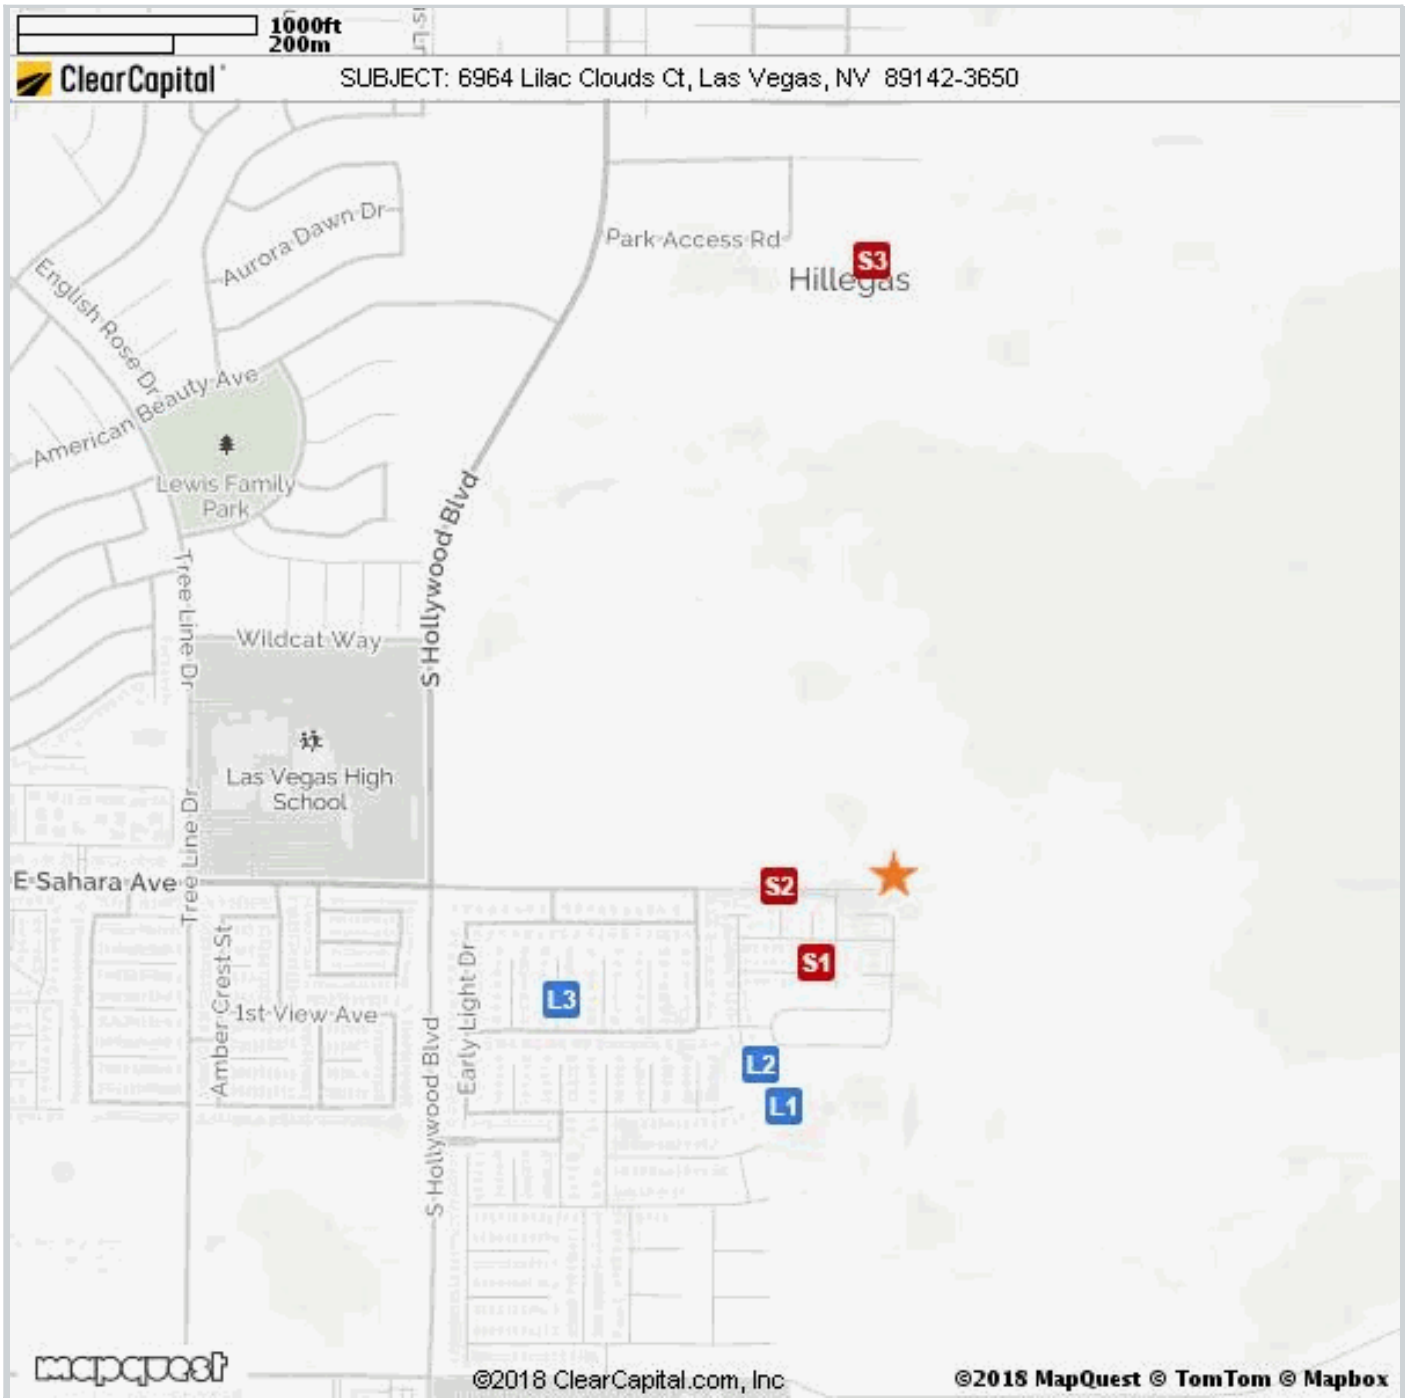 1000ft
200m
ClearCapital
SUBJECT: 6964 Lilac Clouds Ct, Las Vegas, NV 89142-3650
Aurora Dawn Dr
Park Access Rd
S3
Hillegas
English Rose Dr
American Beauty Ave
Lewis Family
Park
S Hollywood Blvd
Tree Line Dr
Wildcat Way
Las Vegas High
School
Tree Line Dr
E Sahara Ave
S2
S1
Amber Crest St
Early Light Dr
L3
1st View Ave
L2
L1
S Hollywood Blvd
mapquest
©2018 ClearCapital.com, Inc
©2018 MapQuest © TomTom © Mapbox